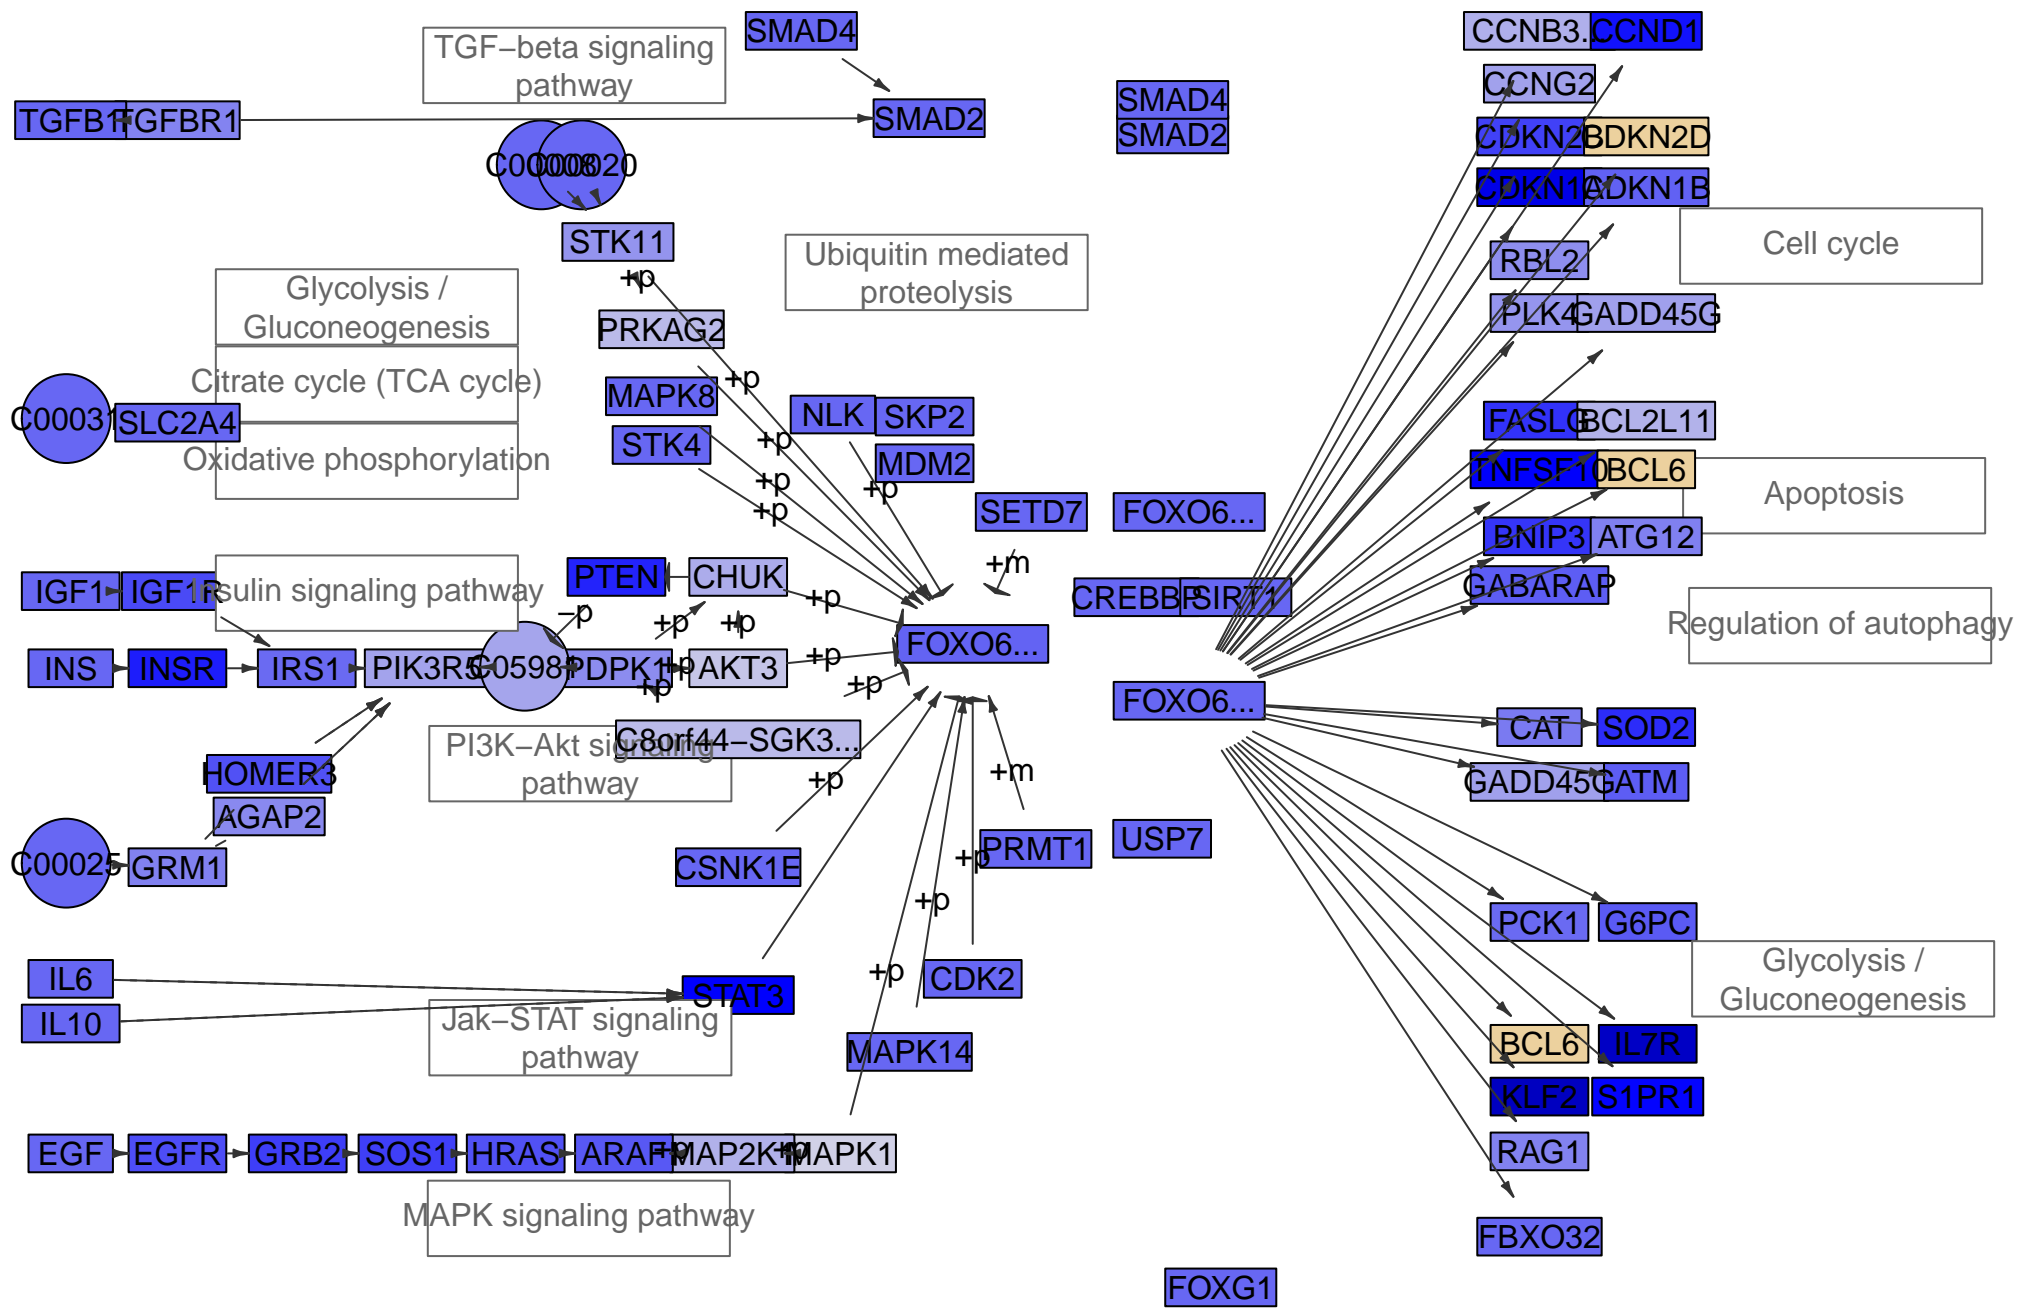 SMAD4
CCNB3...
CCND1
TGF−beta signaling
pathway
CCNG2
SMAD4
TGFB1
TGFBR1
SMAD2
SMAD2
CDKN2B
CDKN2D
C00020
CDKN1A
CDKN1B
STK11
Ubiquitin mediated
proteolysis
Cell cycle
RBL2
+p
Glycolysis /
Gluconeogenesis
PRKAG2
PLK4
GADD45G
Citrate cycle (TCA cycle)
+p
MAPK8
NLK
SKP2
C00031
SLC2A4
FASLG
BCL2L11
STK4
+p
Oxidative phosphorylation
MDM2
TNFSF10
BCL6
+p
+p
+p
Apoptosis
SETD7
FOXO6...
BNIP3
ATG12
+m
PTEN
CHUK
GABARAP
IGF1
IGF1R
Insulin signaling pathway
+p
CREBBP
SIRT1
−p
+p
+p
Regulation of autophagy
FOXO6...
INS
INSR
IRS1
PIK3R5
C05981
PDPK1
+p
AKT3
+p
+p
+p
FOXO6...
CAT
SOD2
C8orf44−SGK3...
PI3K−Akt signaling
pathway
HOMER3
+p
+m
GADD45G
GATM
AGAP2
USP7
PRMT1
C00025
GRM1
CSNK1E
+p
+p
PCK1
G6PC
+p
IL6
CDK2
Glycolysis /
Gluconeogenesis
STAT3
IL10
Jak−STAT signaling
pathway
MAPK14
BCL6
IL7R
KLF2
S1PR1
EGF
EGFR
GRB2
SOS1
HRAS
ARAF
+p
MAP2K1
+p
MAPK1
RAG1
MAPK signaling pathway
FBXO32
FOXG1